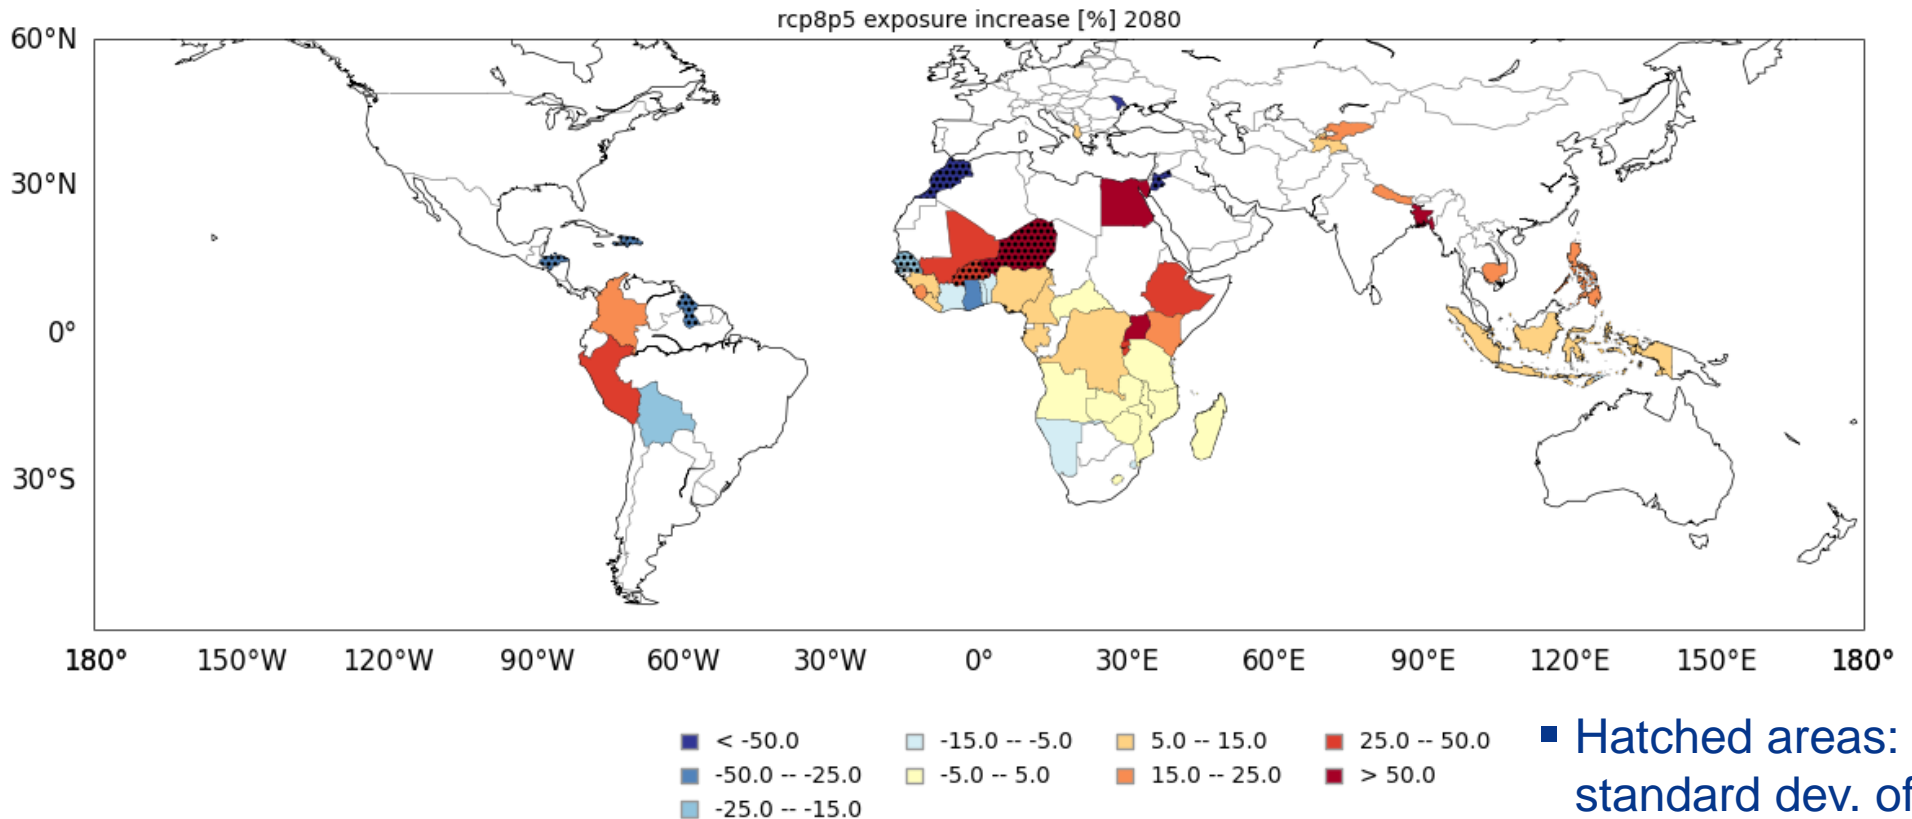 rcp8p5 exposure increase [%] 2080
60°N
30°N
0°
30°S
180° 150°W 120°W 90°W 60°W 30°W 0° 30°E 60°E 90°E 120°E 150°E 180°
< -50.0 -15.0 -- -5.0 5.0 -- 15.0 25.0 -- 50.0
-50.0 -- -25.0 -5.0 -- 5.0 15.0 -- 25.0 > 50.0
-25.0 -- -15.0
▪ Hatched areas:
standard dev. of